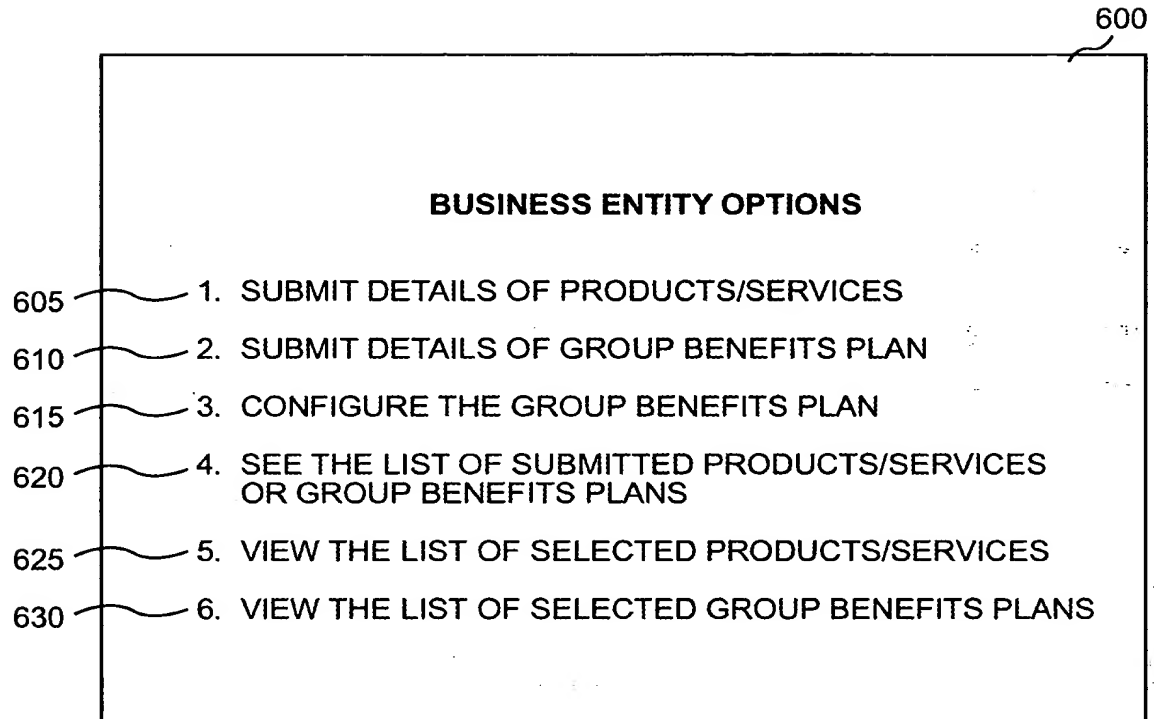 600
BUSINESS ENTITY OPTIONS
605 1. SUBMIT DETAILS OF PRODUCTS/SERVICES
610 2. SUBMIT DETAILS OF GROUP BENEFITS PLAN
615 3. CONFIGURE THE GROUP BENEFITS PLAN
620 4. SEE THE LIST OF SUBMITTED PRODUCTS/SERVICES
OR GROUP BENEFITS PLANS
625 5. VIEW THE LIST OF SELECTED PRODUCTS/SERVICES
630 6. VIEW THE LIST OF SELECTED GROUP BENEFITS PLANS